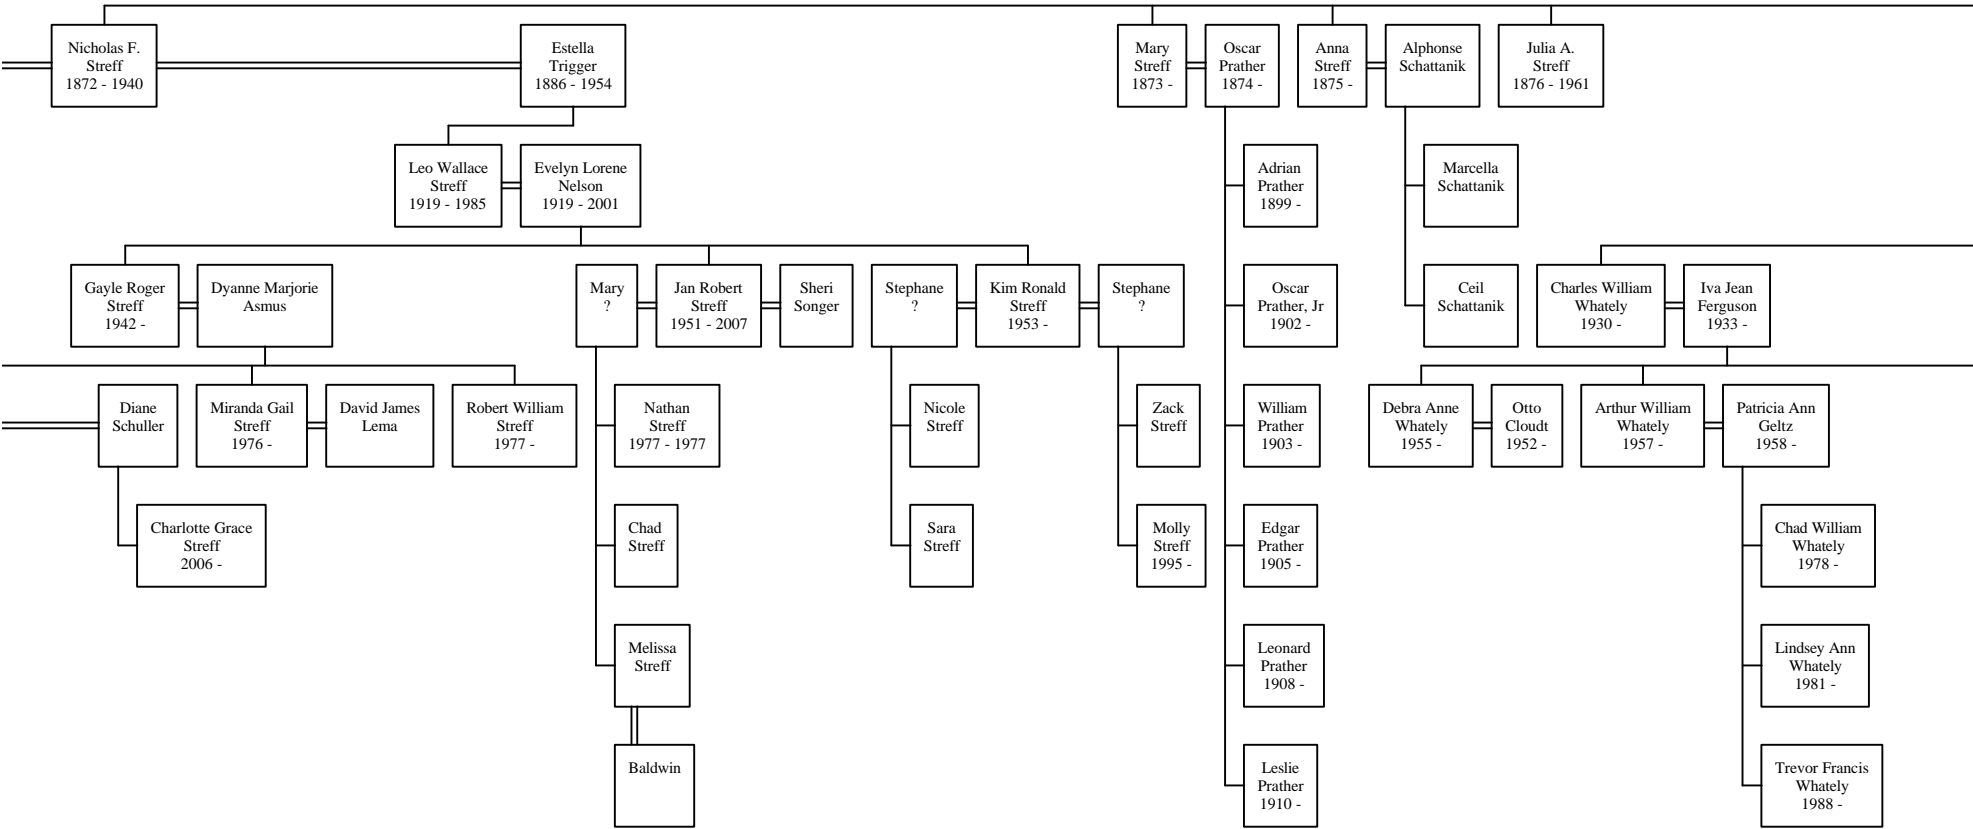 Nicholas F.
Streff
1872 - 1940
Estella
Trigger
1886 - 1954
Mary
Streff
1873 -
Oscar
Prather
1874 -
Anna
Streff
1875 -
Alphonse
Schattanik
Julia A.
Streff
1876 - 1961
Leo Wallace
Streff
1919 - 1985
Evelyn Lorene
Nelson
1919 - 2001
Adrian
Prather
1899 -
Marcella
Schattanik
Gayle Roger
Streff
1942 -
Dyanne Marjorie
Asmus
Mary
?
Jan Robert
Streff
1951 - 2007
Sheri
Songer
Stephane
?
Kim Ronald
Streff
1953 -
Stephane
?
Oscar
Prather, Jr
1902 -
Ceil
Schattanik
Charles William
Whately
1930 -
Iva Jean
Ferguson
1933 -
Diane
Schuller
Miranda Gail
Streff
1976 -
David James
Lema
Robert William
Streff
1977 -
Nathan
Streff
1977 - 1977
Nicole
Streff
Zack
Streff
William
Prather
1903 -
Debra Anne
Whately
1955 -
Otto
Cloudt
1952 -
Arthur William
Whately
1957 -
Patricia Ann
Geltz
1958 -
Charlotte Grace
Streff
2006 -
Chad
Streff
Sara
Streff
Molly
Streff
1995 -
Edgar
Prather
1905 -
Chad William
Whately
1978 -
Melissa
Streff
Leonard
Prather
1908 -
Lindsey Ann
Whately
1981 -
Baldwin
Leslie
Prather
1910 -
Trevor Francis
Whately
1988 -